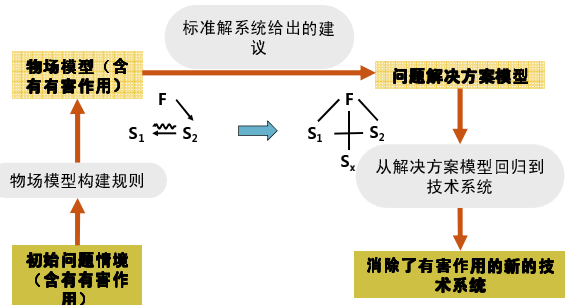 标准解系统给出的建
议
物场模型（含
有有害作用）
问题解决方案模型
F
S₁
S₂
F
S₁
S₂
Sₓ
物场模型构建规则
从解决方案模型回归到
技术系统
初始问题情境
（含有有害作
用）
消除了有害作用的新的技
术系统